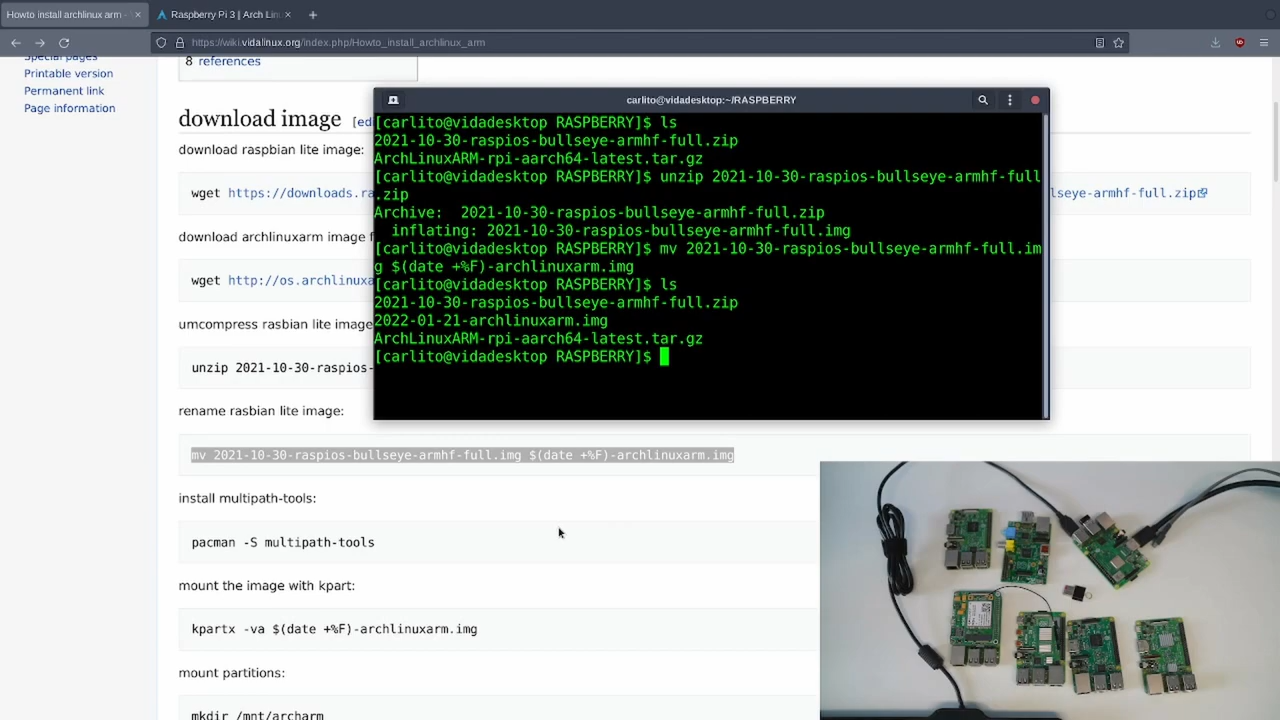 Howto install archlinux arm -
Raspberry Pi 3 | Arch Lin
https://wiki.vidalinux.org/index.php/Howto_install_archlinux_arm
Special pages
Printable version
Permanent link
Page information
8 references
download image [edi
download raspbian lite image:
wget https://downloads.ra
lseye-armhf-full.zip
download archlinuxarm image f
wget http://os.archlinuxa
umcompress rasbian lite image
unzip 2021-10-30-raspios-
rename rasbian lite image:
mv 2021-10-30-raspios-bullseye-armhf-full.img $(date +%F)-archlinuxarm.img
install multipath-tools:
pacman -S multipath-tools
mount the image with kpart:
kpartx -va $(date +%F)-archlinuxarm.img
mount partitions:
mkdir /mnt/archarm
carlito@vidadesktop:~/RASPBERRY
[carlito@vidadesktop RASPBERRY]$ ls
2021-10-30-raspios-bullseye-armhf-full.zip
ArchLinuxARM-rpi-aarch64-latest.tar.gz
[carlito@vidadesktop RASPBERRY]$ unzip 2021-10-30-raspios-bullseye-armhf-full
.zip
Archive:  2021-10-30-raspios-bullseye-armhf-full.zip
  inflating: 2021-10-30-raspios-bullseye-armhf-full.img
[carlito@vidadesktop RASPBERRY]$ mv 2021-10-30-raspios-bullseye-armhf-full.im
g $(date +%F)-archlinuxarm.img
[carlito@vidadesktop RASPBERRY]$ ls
2021-10-30-raspios-bullseye-armhf-full.zip
2022-01-21-archlinuxarm.img
ArchLinuxARM-rpi-aarch64-latest.tar.gz
[carlito@vidadesktop RASPBERRY]$